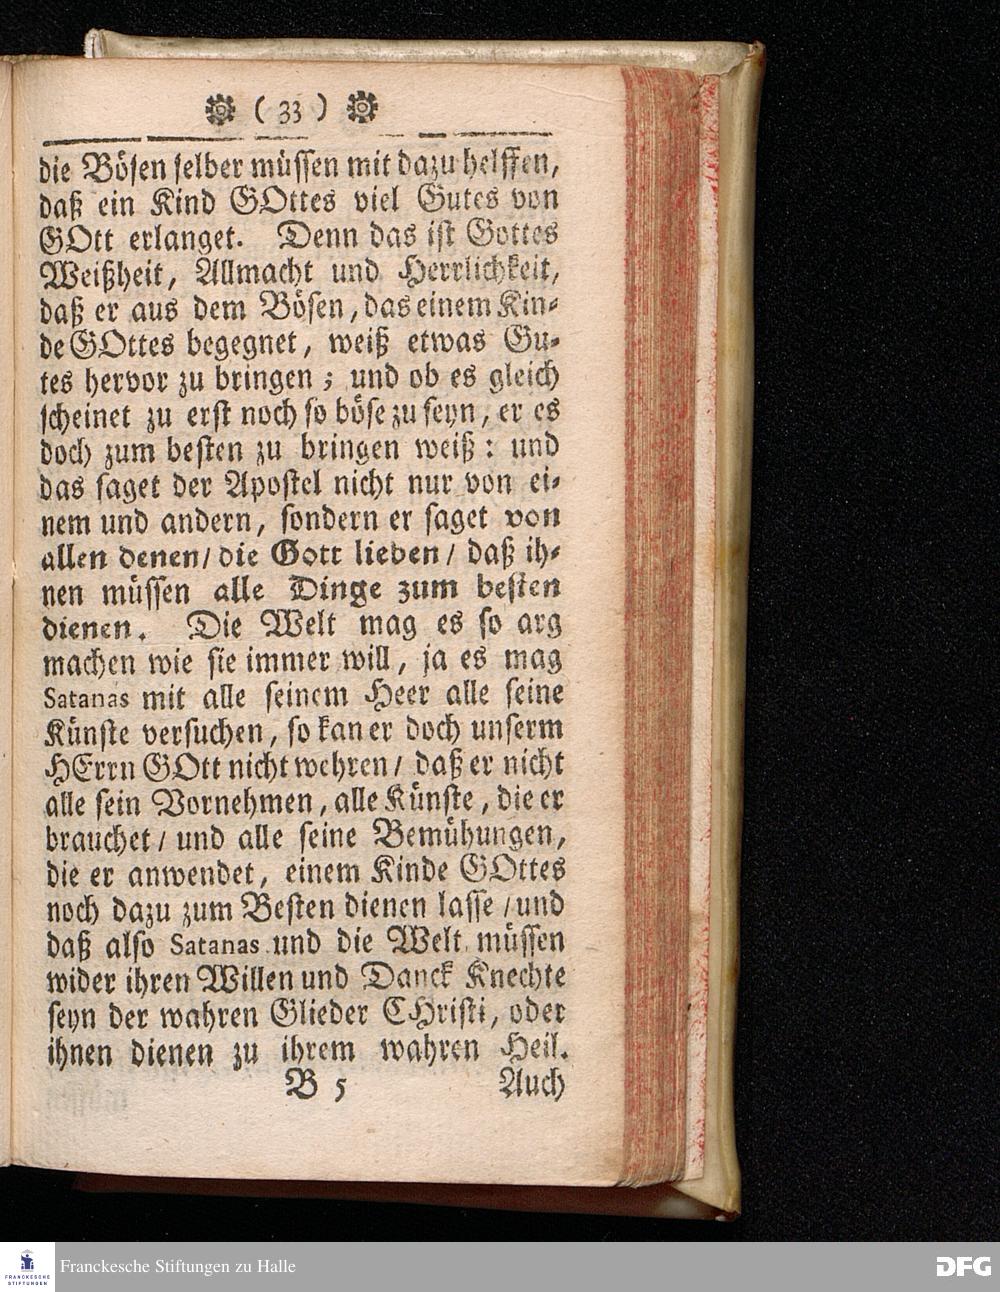 ( 33 )
die Bösen selber müssen mit dazu helffen,
daß ein Kind GOttes viel Gutes von
GOtt erlanget. Denn das ist Gottes
Weißheit, Allmacht und Herrlichkeit,
daß er aus dem Bösen, das einem Kin-
de GOttes begegnet, weiß etwas Gu-
tes hervor zu bringen; und ob es gleich
scheinet zu erst noch so böse zu seyn, er es
doch zum besten zu bringen weiß: und
das saget der Apostel nicht nur von ei-
nem und andern, sondern er saget von
allen denen/ die Gott lieben/ daß ih-
nen müssen alle Dinge zum besten
dienen. Die Welt mag es so arg
machen wie sie immer will, ja es mag
Satanas mit alle seinem Heer alle seine
Künste versuchen, so kan er doch unserm
HErrn GOtt nicht wehren/ daß er nicht
alle sein Vornehmen, alle Künste, die er
brauchet/ und alle seine Bemühungen,
die er anwendet, einem Kinde GOttes
noch dazu zum Besten dienen lasse/ und
daß also Satanas und die Welt müssen
wider ihren Willen und Danck Knechte
seyn der wahren Glieder CHristi, oder
ihnen dienen zu ihrem wahren Heil.
B 5 Auch
FRANCKESCHE
STIFTUNGEN
Franckesche Stiftungen zu Halle
DFG